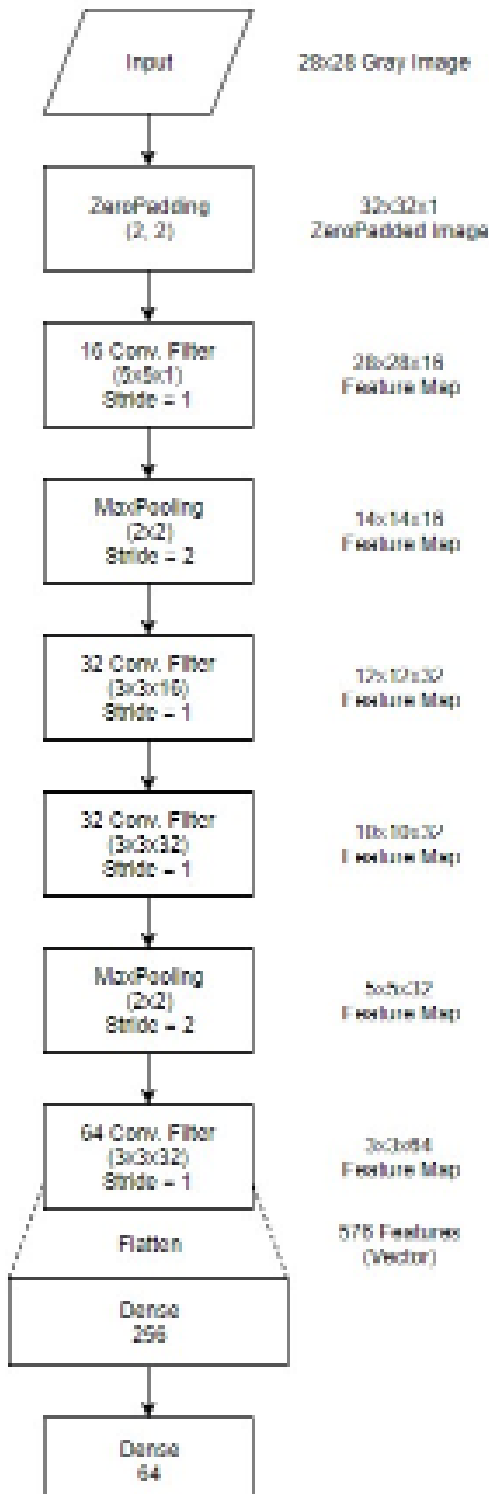 Input
28x28 Gray Image
ZeroPadding
(2, 2)
32x32x1
ZeroPadded Image
16 Conv. Filter
(5x5x1)
Stride = 1
28x28x16
Feature Map
MaxPooling
(2x2)
Stride = 2
14x14x16
Feature Map
32 Conv. Filter
(3x3x16)
Stride = 1
12x12x32
Feature Map
32 Conv. Filter
(3x3x32)
Stride = 1
10x10x32
Feature Map
MaxPooling
(2x2)
Stride = 2
5x5x32
Feature Map
64 Conv. Filter
(3x3x32)
Stride = 1
3x3x64
Feature Map
Flatten
576 Features
(Vector)
Dense
256
Dense
64